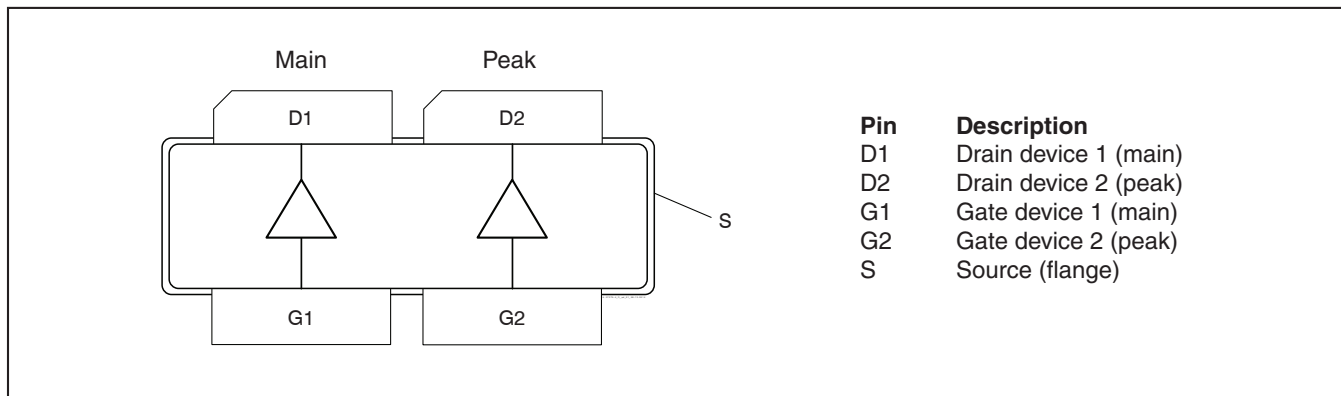 Main Peak
D1 D2
S
G1 G2
Pin Description
D1 Drain device 1 (main)
D2 Drain device 2 (peak)
G1 Gate device 1 (main)
G2 Gate device 2 (peak)
S Source (flange)